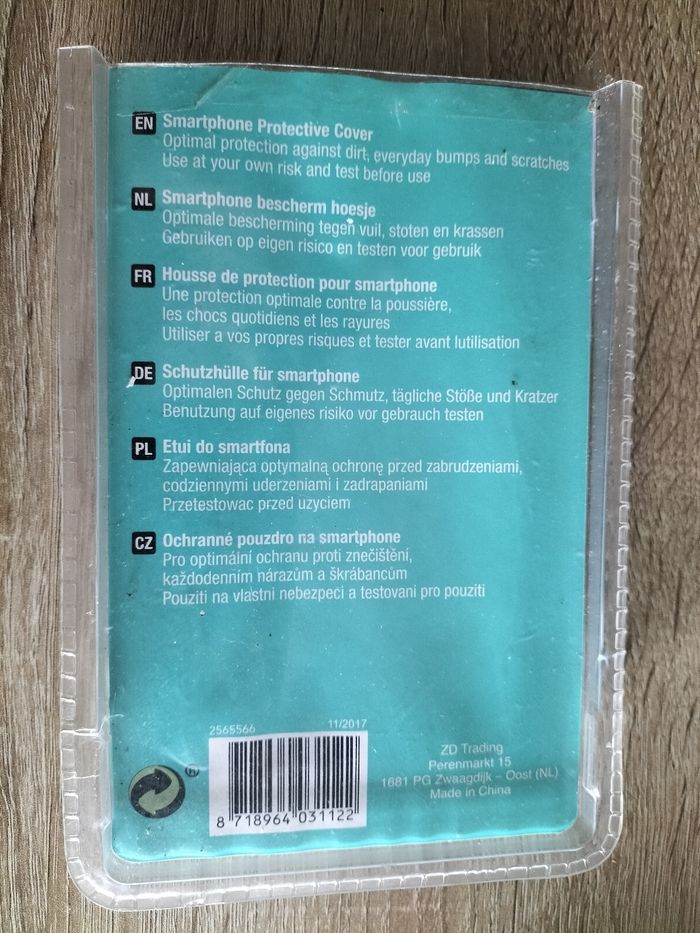 EN Smartphone Protective Cover
Optimal protection against dirt, everyday bumps and scratches
Use at your own risk and test before use
NL Smartphone bescherm hoesje
Optimale bescherming tegen vuil, stoten en krassen
Gebruiken op eigen risico en testen voor gebruik
FR Housse de protection pour smartphone
Une protection optimale contre la poussière,
les chocs quotidiens et les rayures
Utiliser a vos propres risques et tester avant lutilisation
DE Schutzhülle für smartphone
Optimalen Schutz gegen Schmutz, tägliche Stöße und Kratzer
Benutzung auf eigenes risiko vor gebrauch testen
PL Etui do smartfona
Zapewniająca optymalną ochronę przed zabrudzeniami,
codziennymi uderzeniami i zadrapaniami
Przetestowac przed uzyciem
CZ Ochranné pouzdro na smartphone
Pro optimální ochranu proti znečištění,
každodenním nárazům a škrábancům
Pouziti na vlastni nebezpeci a testovani pro pouziti
2565566 11/2017
®
8 718964 031122
ZD Trading
Perenmarkt 15
1681 PG Zwaagdijk - Oost (NL)
Made in China